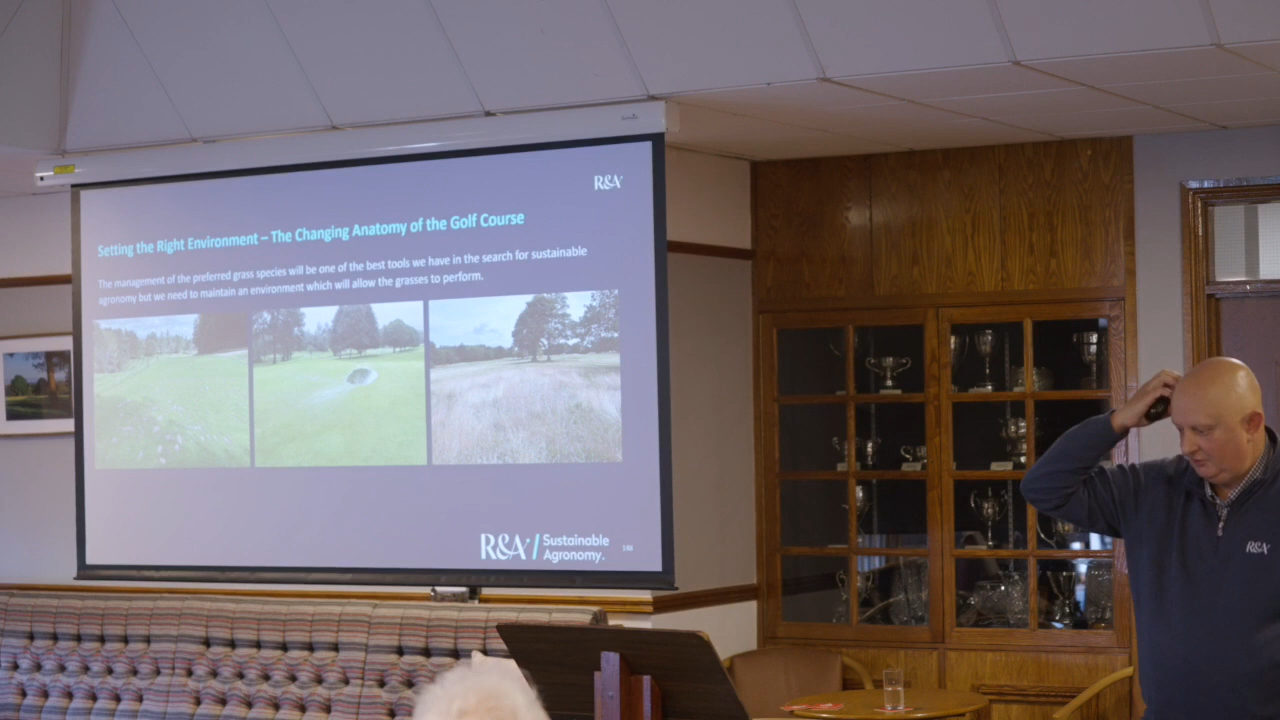 R&A
Setting the Right Environment – The Changing Anatomy of the Golf Course
The management of the preferred grass species will be one of the best tools we have in the search for sustainable
agronomy but we need to maintain an environment which will allow the grasses to perform.
R&A / Sustainable
Agronomy.
R&A